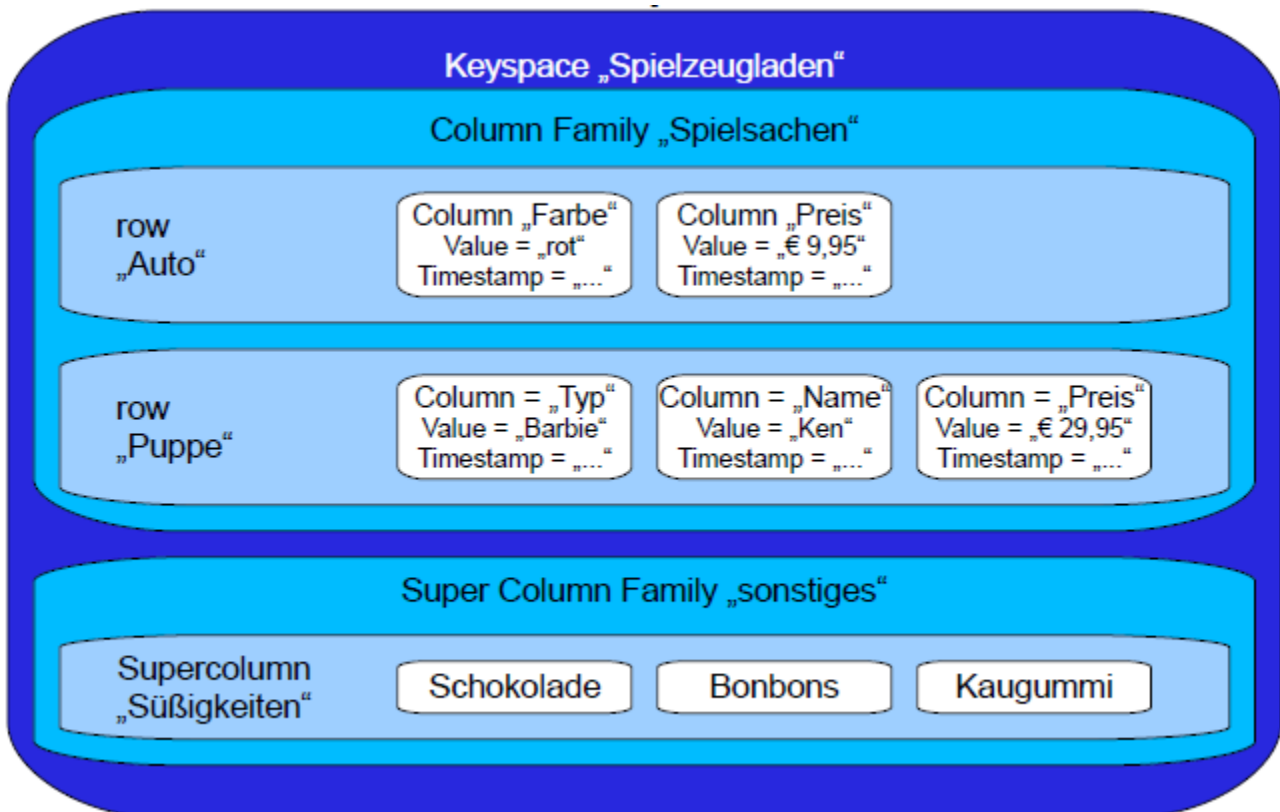 Keyspace „Spielzeugladen“
Column Family „Spielsachen“
row
„Auto“
Column „Farbe“
Value = „rot“
Timestamp = „...“
Column „Preis“
Value = „€ 9,95“
Timestamp = „...“
row
„Puppe“
Column = „Typ“
Value = „Barbie“
Timestamp = „...“
Column = „Name“
Value = „Ken“
Timestamp = „...“
Column = „Preis“
Value = „€ 29,95“
Timestamp = „...“
Super Column Family „sonstiges“
Supercolumn
„Süßigkeiten“
Schokolade
Bonbons
Kaugummi